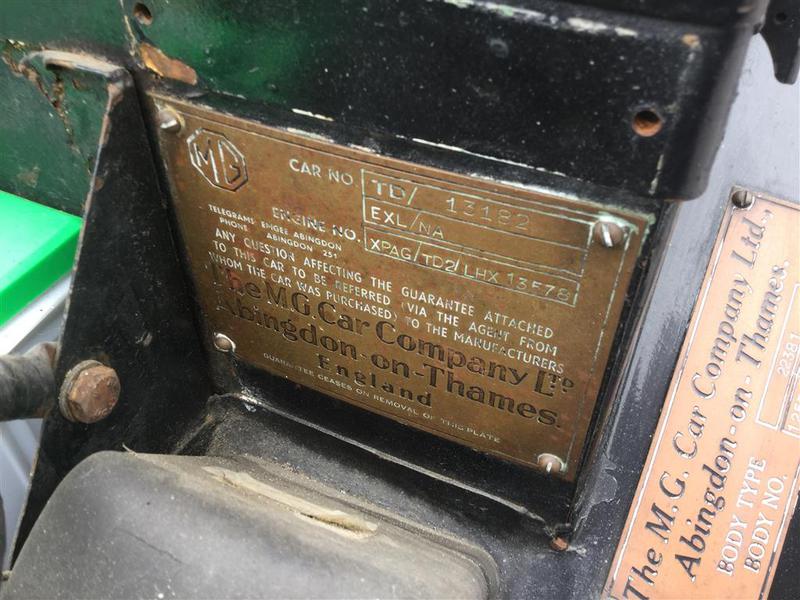 MG
CAR NO. TD/ 13182
EXL/NA
ENGINE NO. XPAG/TD2/LHX 13578
TELEGRAMS EMGEE ABINGDON
PHONE ABINGDON 251
ANY QUESTION AFFECTING THE GUARANTEE ATTACHED
TO THIS CAR TO BE REFERRED (VIA THE AGENT FROM
WHOM THE CAR WAS PURCHASED) TO THE MANUFACTURERS
The M.G. Car Company LTD
Abingdon-on-Thames.
England
GUARANTEE CEASES ON REMOVAL OF THIS PLATE
The M.G. Car Company Ltd.,
Abingdon-on-Thames.
BODY TYPE 22381
BODY NO.